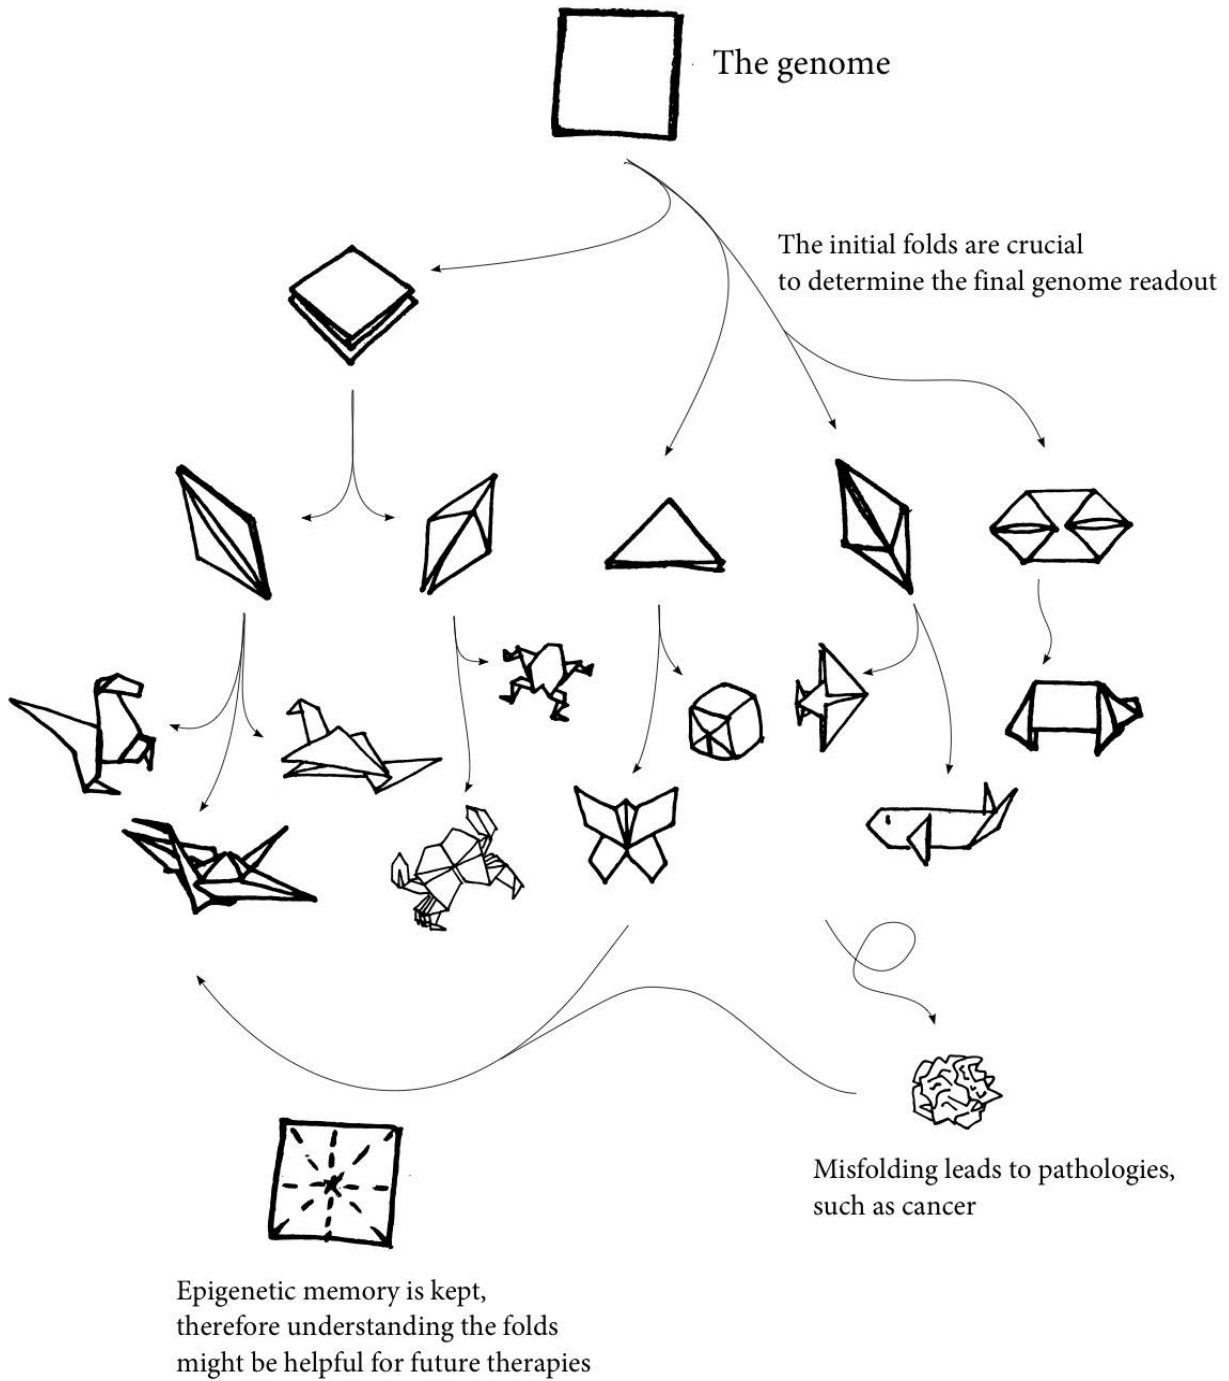 The genome
The initial folds are crucial
to determine the final genome readout
Misfolding leads to pathologies,
such as cancer
Epigenetic memory is kept,
therefore understanding the folds
might be helpful for future therapies